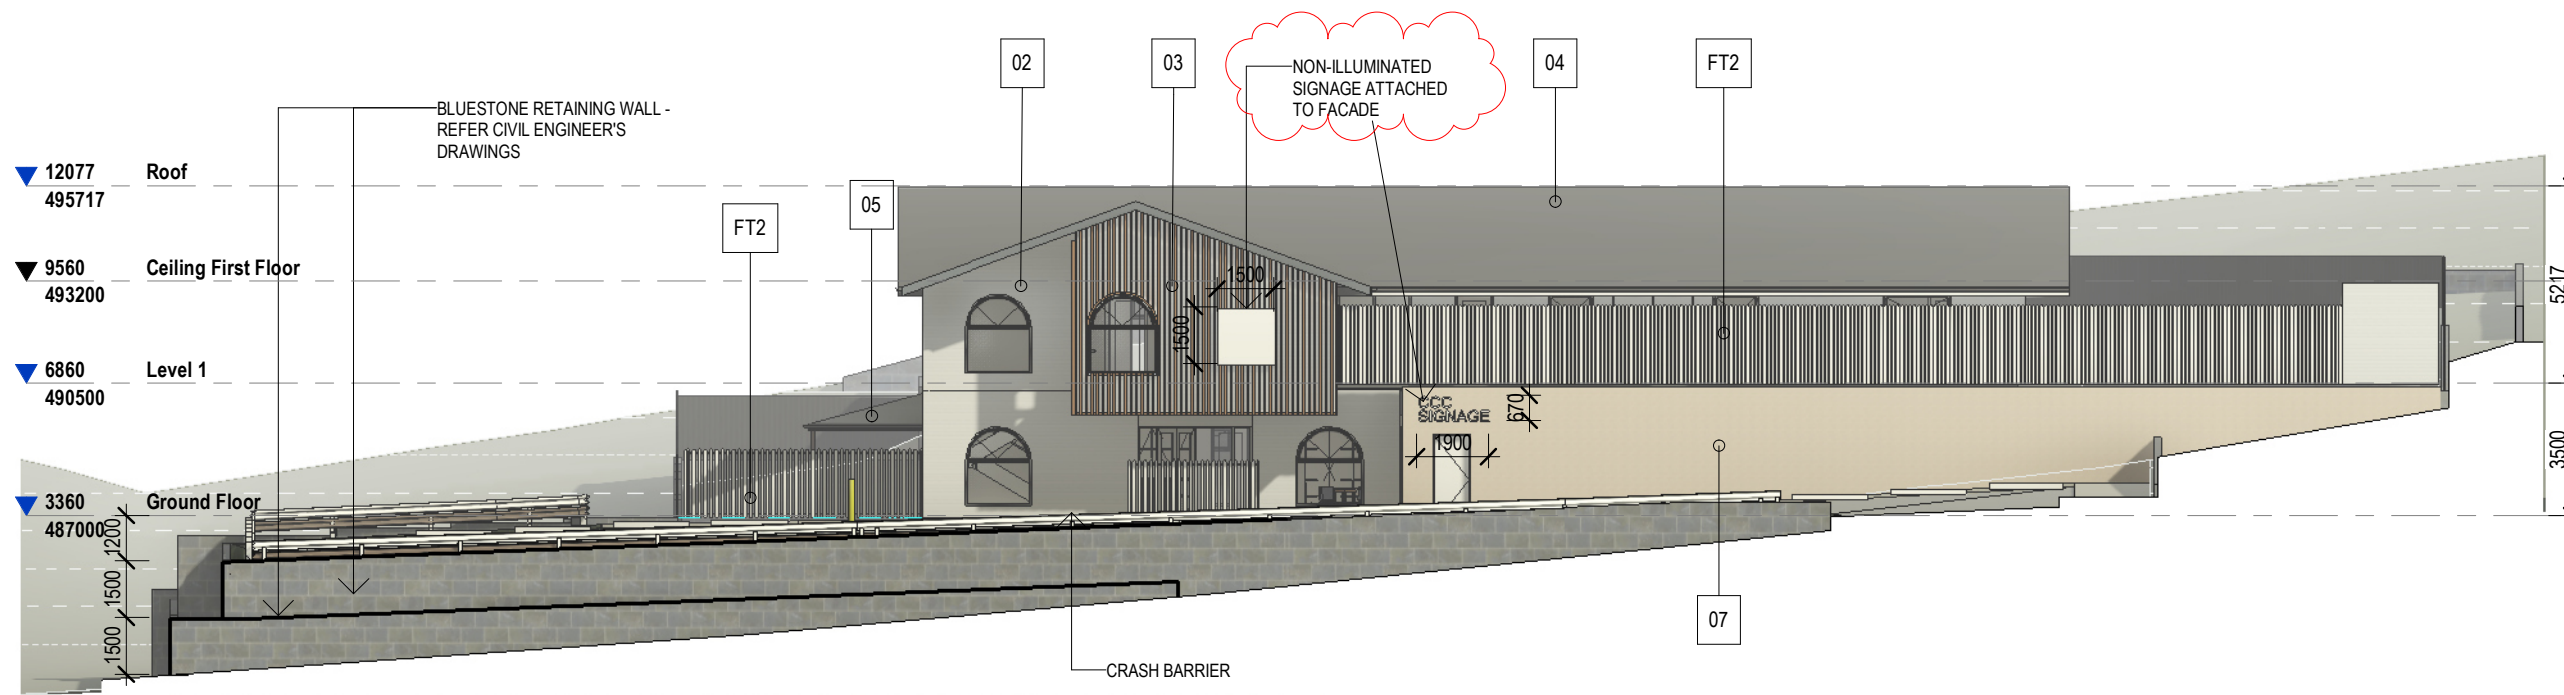 02
03
NON-ILLUMINATED
SIGNAGE ATTACHED
TO FACADE
04
FT2
BLUESTONE RETAINING WALL -
REFER CIVIL ENGINEER'S
DRAWINGS
12077 Roof
495717
05
FT2
9560 Ceiling First Floor
493200
1500
1500
5217
6860 Level 1
490500
CCC
SIGNAGE
670
1900
3500
3360 Ground Floor
487000
1200
1500
1500
07
CRASH BARRIER